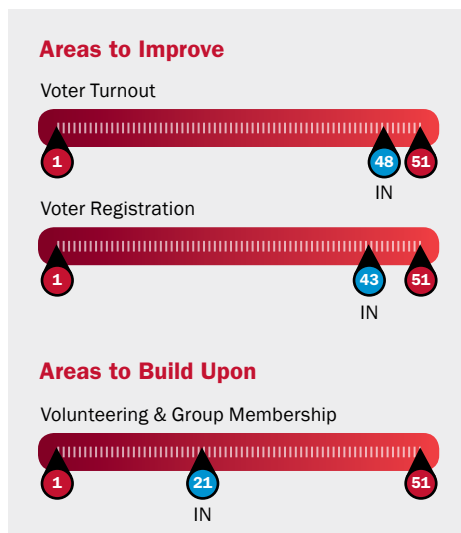 Areas to Improve
Voter Turnout
1 48 51
IN
Voter Registration
1 43 51
IN
Areas to Build Upon
Volunteering & Group Membership
1 21 51
IN